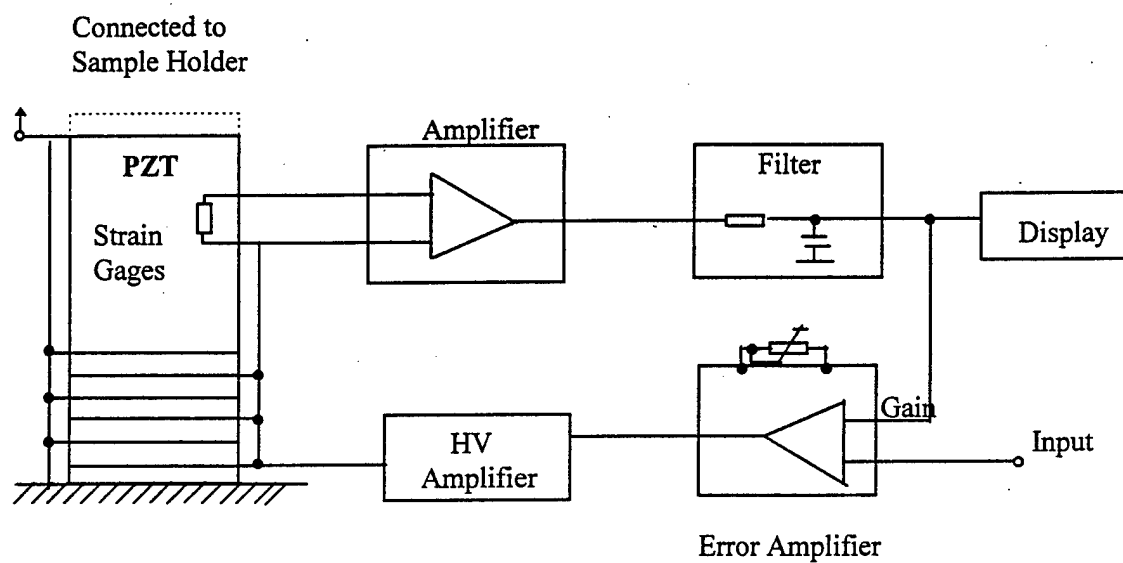 Connected to
Sample Holder
Amplifier
PZT
Filter
Strain
Gages
Display
Gain
Input
HV
Amplifier
Error Amplifier